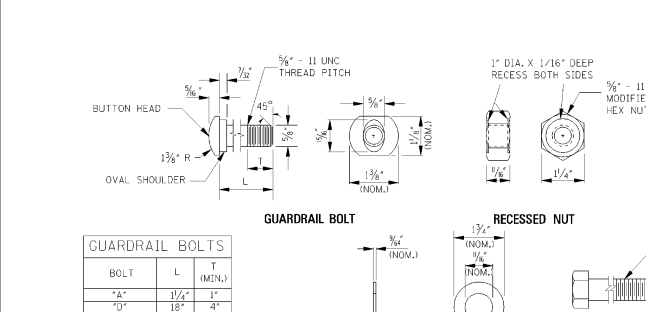 5/8" - 11 UNC
THREAD PITCH
7/32"
5/16"
BUTTON HEAD
45°
5/8"
1 3/8" R
OVAL SHOULDER
T
L
5/8"
15/16"
1 1/8"
(NOM.)
1 3/8"
(NOM.)
1" DIA. X 1/16" DEEP
RECESS BOTH SIDES
5/8" - 11
MODIFIE
HEX NU
11/16"
1 1/4"
GUARDRAIL BOLT
RECESSED NUT
GUARDRAIL BOLTS
BOLT L T
(MIN.)
"A" 1 1/4" 1"
"D" 18" 4"
9/64"
(NOM.)
1 3/4"
(NOM.)
11/16"
(NOM.)